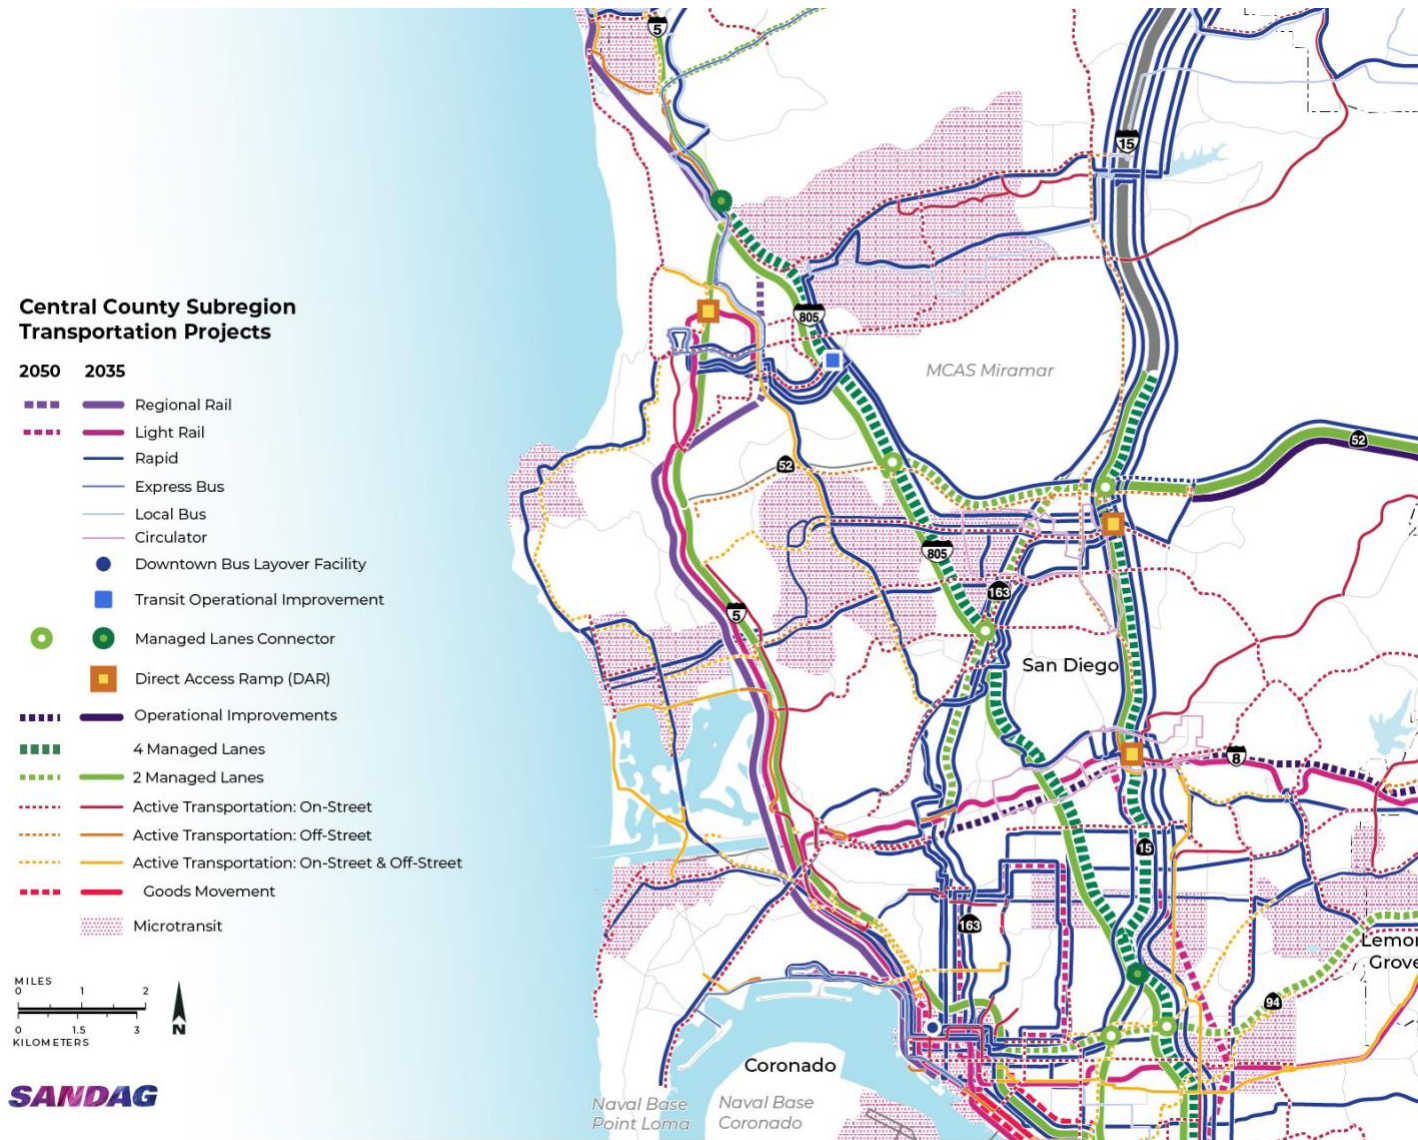 Central County Subregion
Transportation Projects
2050 2035
Regional Rail
Light Rail
Rapid
Express Bus
Local Bus
Circulator
Downtown Bus Layover Facility
Transit Operational Improvement
Managed Lanes Connector
Direct Access Ramp (DAR)
Operational Improvements
4 Managed Lanes
2 Managed Lanes
Active Transportation: On-Street
Active Transportation: Off-Street
Active Transportation: On-Street & Off-Street
Goods Movement
Microtransit
MILES
0 1 2
0 1.5 3
KILOMETERS
N
SANDAG
5
15
805
MCAS Miramar
52
52
805
163
5
San Diego
8
15
163
Lemon
Grove
94
Coronado
Naval Base
Point Loma
Naval Base
Coronado